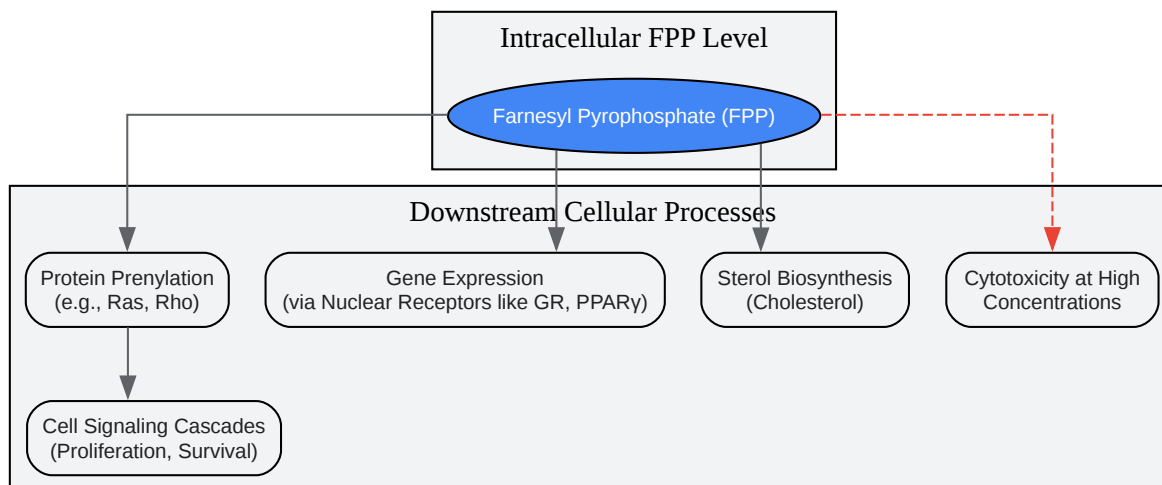 Intracellular FPP Level
Farnesyl Pyrophosphate (FPP)
Downstream Cellular Processes
Protein Prenylation
(e.g., Ras, Rho)
Gene Expression
(via Nuclear Receptors like GR, PPARγ)
Sterol Biosynthesis
(Cholesterol)
Cytotoxicity at High
Concentrations
Cell Signaling Cascades
(Proliferation, Survival)